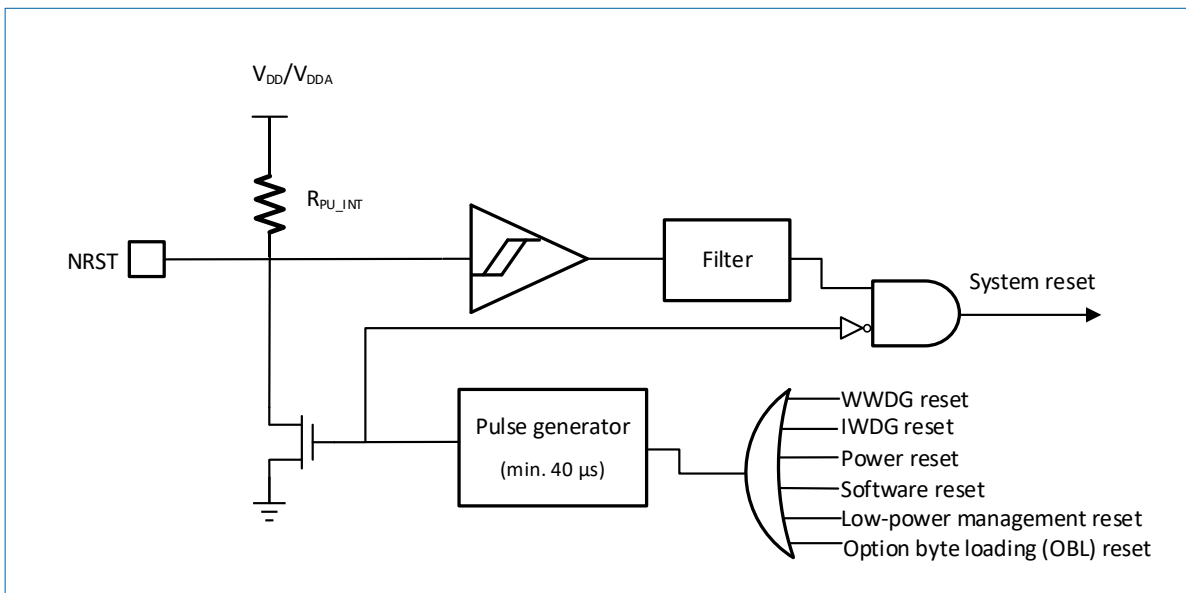 VDD/VDDA
RPU_INT
NRST
Filter
System reset
Pulse generator
(min. 40 µs)
WWDG reset
IWDG reset
Power reset
Software reset
Low-power management reset
Option byte loading (OBL) reset